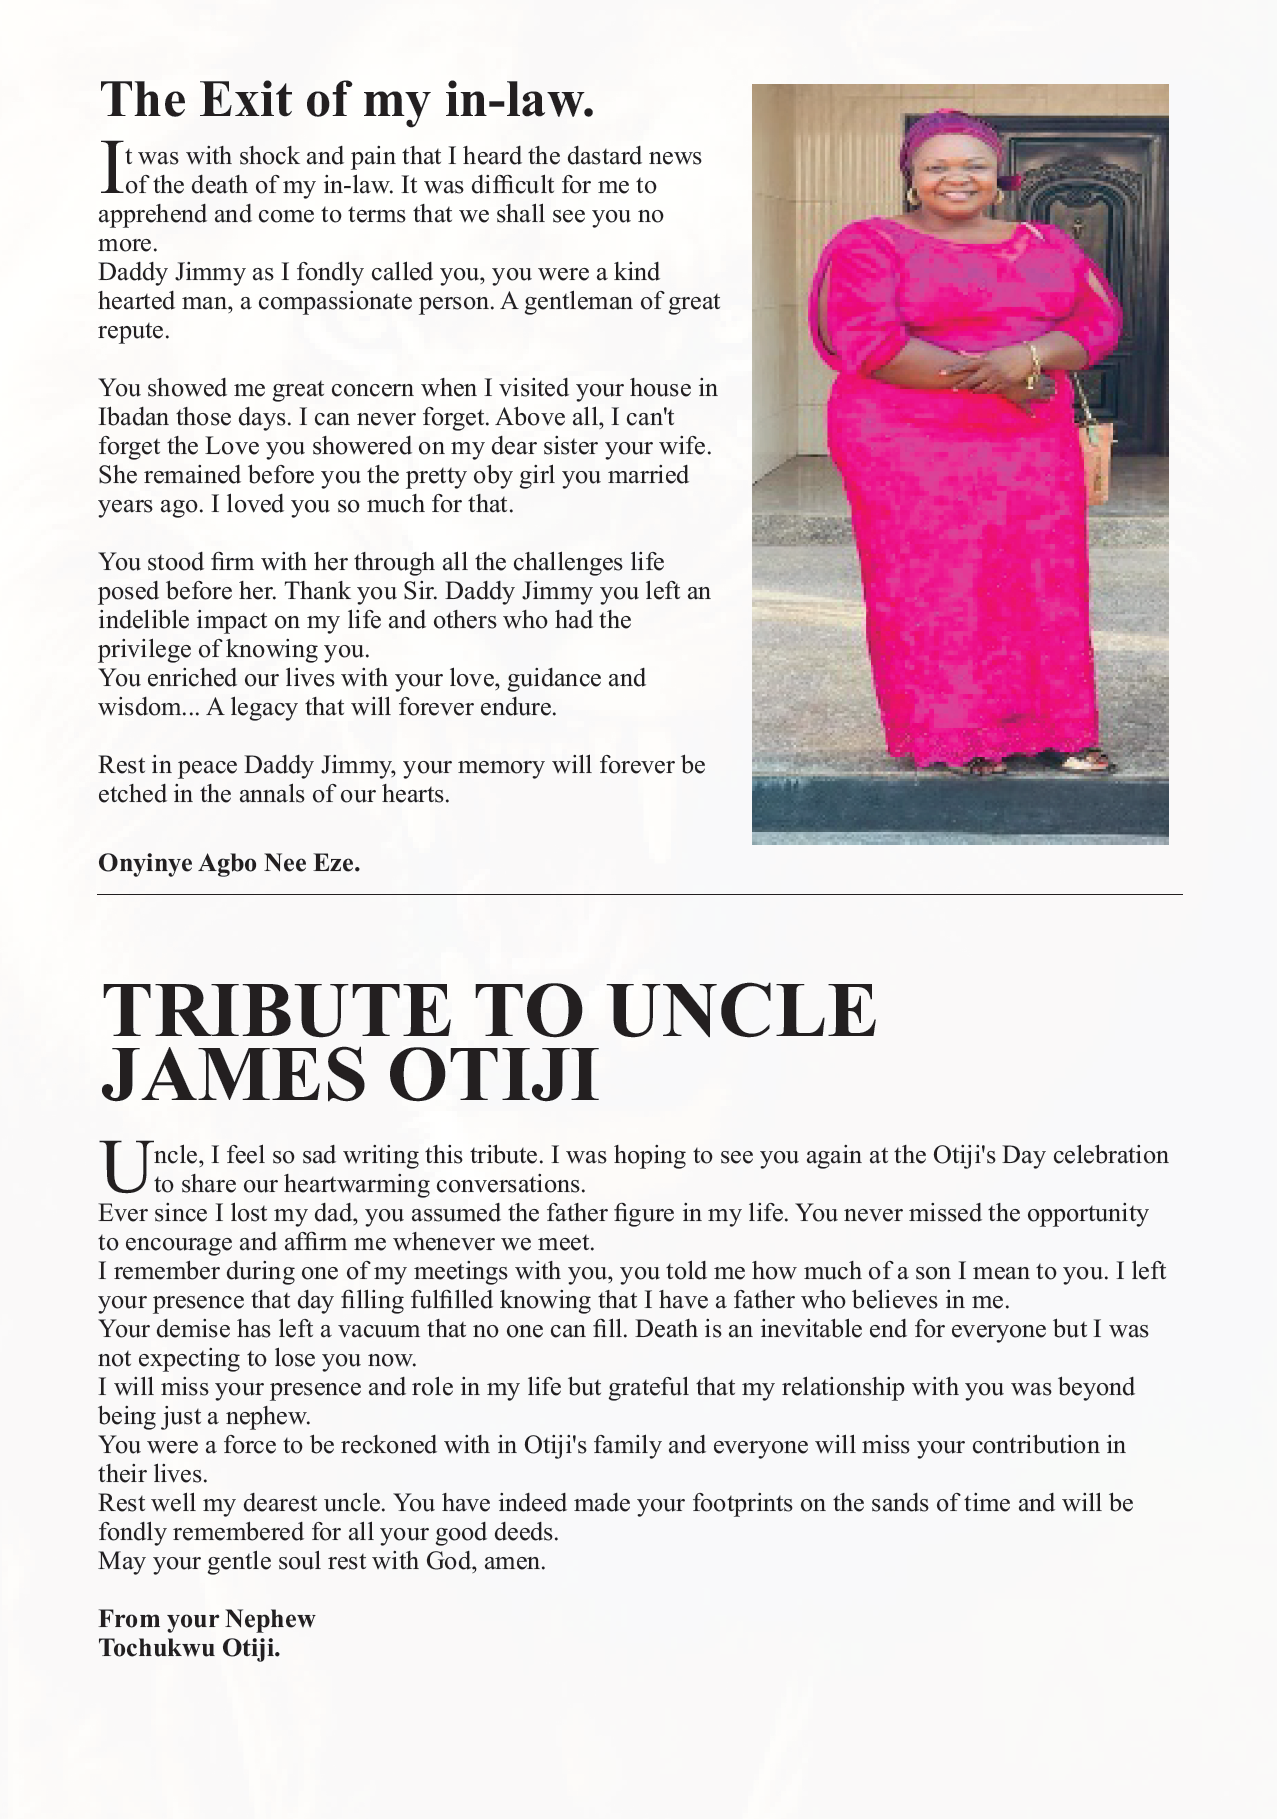 The Exit of my in-law.
It was with shock and pain that I heard the dastard news
of the death of my in-law. It was difficult for me to
apprehend and come to terms that we shall see you no
more.
Daddy Jimmy as I fondly called you, you were a kind
hearted man, a compassionate person. A gentleman of great
repute.
You showed me great concern when I visited your house in
Ibadan those days. I can never forget. Above all, I can't
forget the Love you showered on my dear sister your wife.
She remained before you the pretty oby girl you married
years ago. I loved you so much for that.
You stood firm with her through all the challenges life
posed before her. Thank you Sir. Daddy Jimmy you left an
indelible impact on my life and others who had the
privilege of knowing you.
You enriched our lives with your love, guidance and
wisdom... A legacy that will forever endure.
Rest in peace Daddy Jimmy, your memory will forever be
etched in the annals of our hearts.
Onyinye Agbo Nee Eze.
TRIBUTE TO UNCLE
JAMES OTIJI
Uncle, I feel so sad writing this tribute. I was hoping to see you again at the Otiji's Day celebration
to share our heartwarming conversations.
Ever since I lost my dad, you assumed the father figure in my life. You never missed the opportunity
to encourage and affirm me whenever we meet.
I remember during one of my meetings with you, you told me how much of a son I mean to you. I left
your presence that day filling fulfilled knowing that I have a father who believes in me.
Your demise has left a vacuum that no one can fill. Death is an inevitable end for everyone but I was
not expecting to lose you now.
I will miss your presence and role in my life but grateful that my relationship with you was beyond
being just a nephew.
You were a force to be reckoned with in Otiji's family and everyone will miss your contribution in
their lives.
Rest well my dearest uncle. You have indeed made your footprints on the sands of time and will be
fondly remembered for all your good deeds.
May your gentle soul rest with God, amen.
From your Nephew
Tochukwu Otiji.